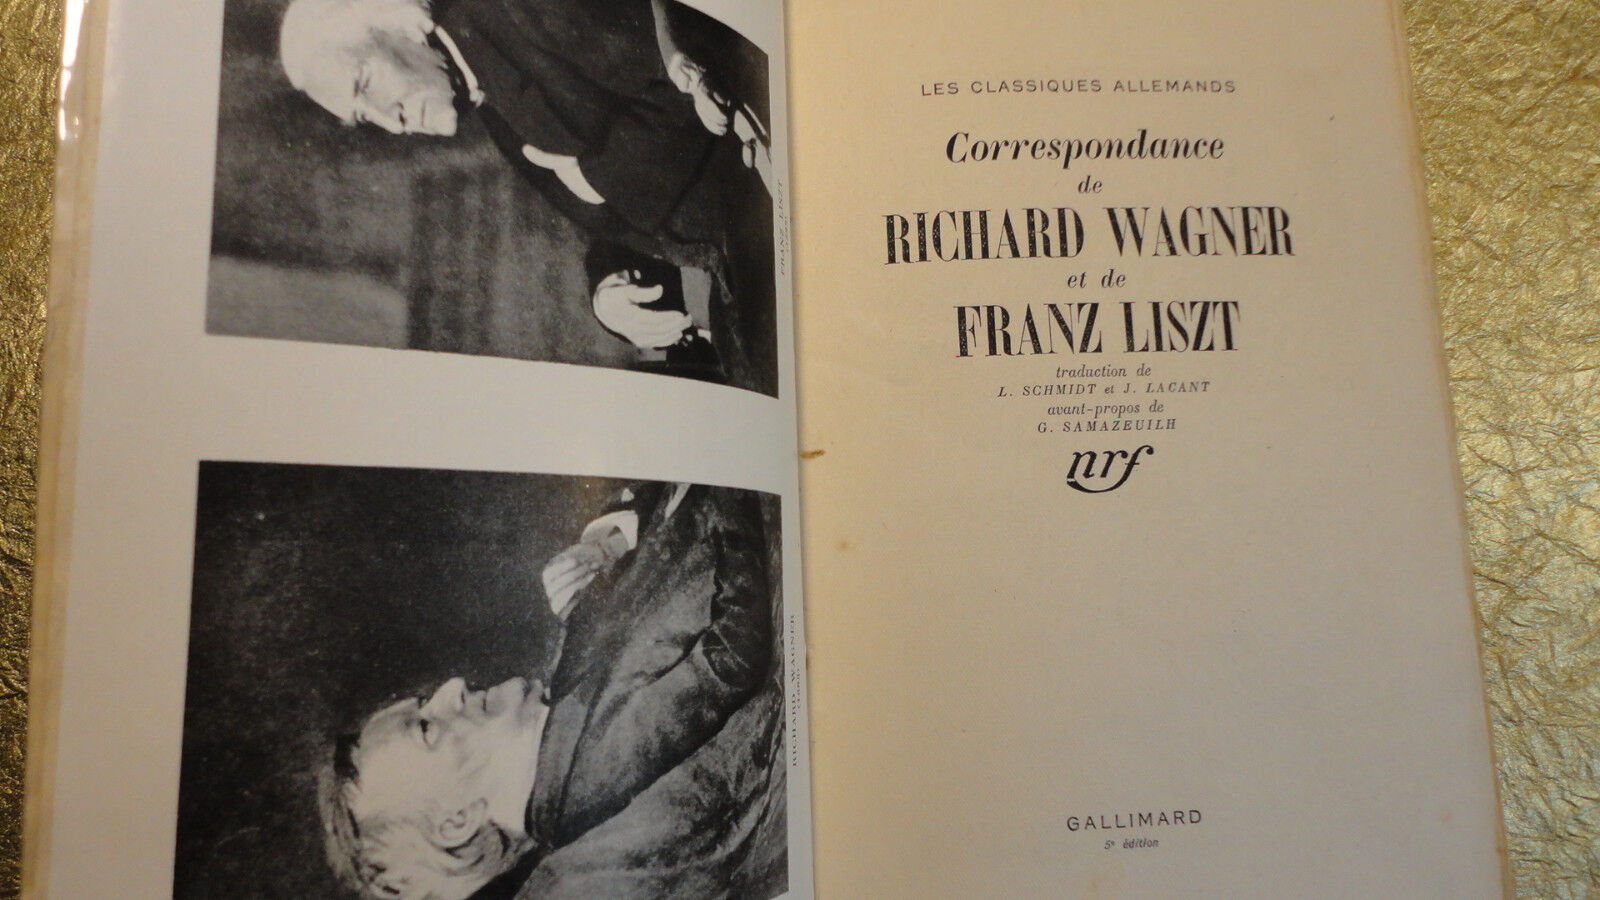 FRANZ LISZT
RICHARD WAGNER
LES CLASSIQUES ALLEMANDS
Correspondance
de
RICHARD WAGNER
et de
FRANZ LISZT
traduction de
L. SCHMIDT et J. LACANT
avant-propos de
G. SAMAZEUILH
nrf
GALLIMARD
5e édition